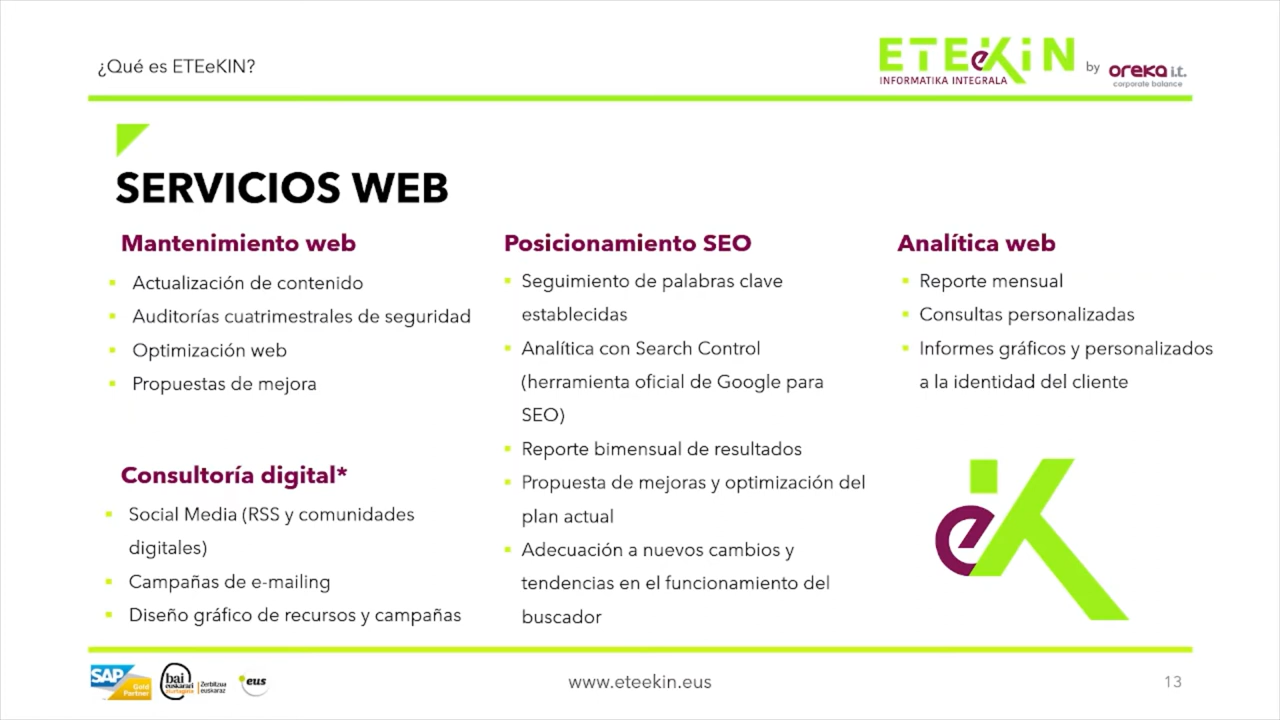 ¿Qué es ETEeKIN?
ETEeKiN
INFORMATIKA INTEGRALA
by
oreka i.t.
corporate balance
SERVICIOS WEB
Mantenimiento web
Actualización de contenido
Auditorías cuatrimestrales de seguridad
Optimización web
Propuestas de mejora
Consultoría digital*
Social Media (RSS y comunidades
digitales)
Campañas de e-mailing
Diseño gráfico de recursos y campañas
Posicionamiento SEO
Seguimiento de palabras clave
establecidas
Analítica con Search Control
(herramienta oficial de Google para
SEO)
Reporte bimensual de resultados
Propuesta de mejoras y optimización del
plan actual
Adecuación a nuevos cambios y
tendencias en el funcionamiento del
buscador
Analítica web
Reporte mensual
Consultas personalizadas
Informes gráficos y personalizados
a la identidad del cliente
eK
SAP
Gold
Partner
bai
euskarari
Zerbitzua
euskaraz
.eus
www.eteekin.eus
13